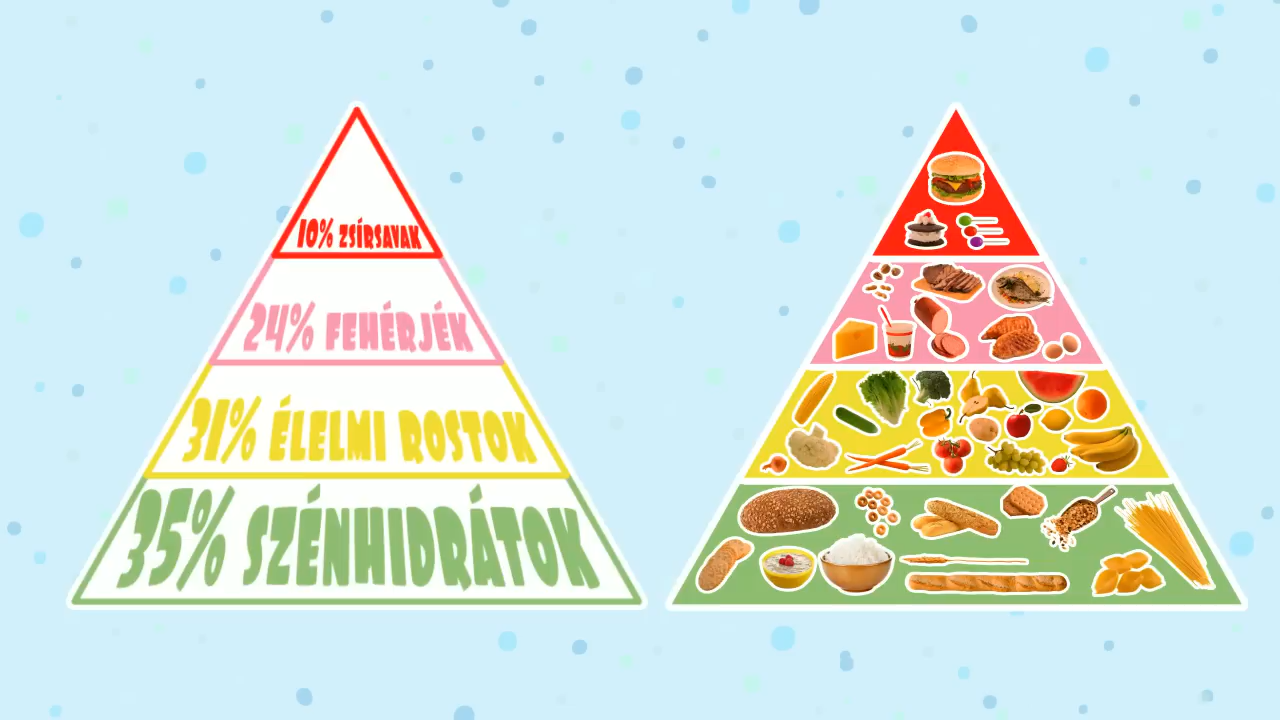 10% ZSÍRSAVAK
24% FEHÉRJÉK
31% ÉLELMI ROSTOK
35% SZÉNHIDRÁTOK